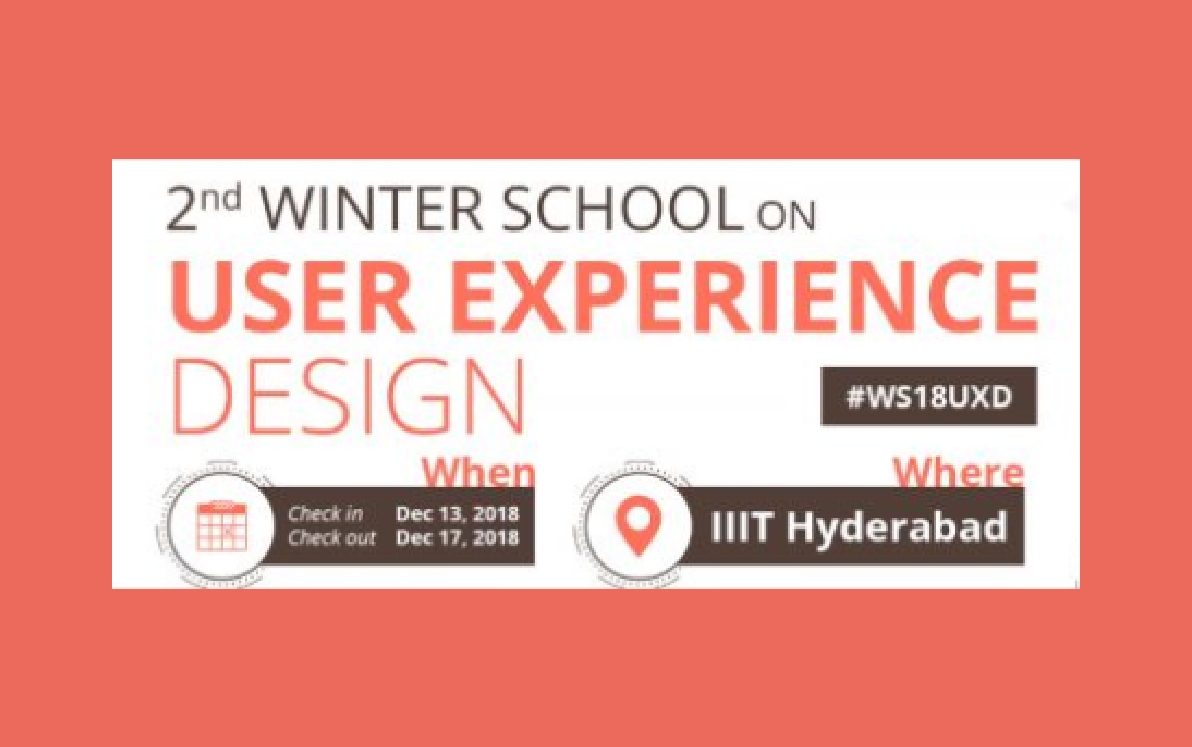 2nd WINTER SCHOOL ON
USER EXPERIENCE
DESIGN
#WS18UXD
When
Check in Dec 13, 2018
Check out Dec 17, 2018
Where
IIIT Hyderabad